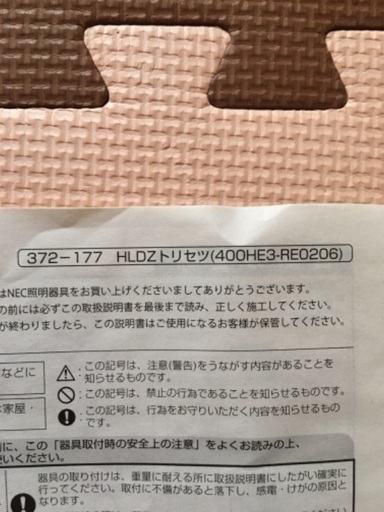 372-177 HLDZトリセツ(400HE3-RE0206)
はNEC照明器具をお買い上げくださいましてありがとうございます。
の前には必ずこの取扱説明書を最後まで読み、正しく施工してください。
が終わりましたら、この説明書はご使用になるお客様が保管してください。
などに
:この記号は、注意(警告)をうながす内容があることを
知らせるものです。
:この記号は、禁止の行為であることを知らせるものです。
家屋・
:この記号は、行為をお守りいただく内容を知らせるもの
です。
前に、この「器具取付時の安全上の注意」をよくお読みの上、
ください。
器具の取り付けは、重量に耐える所に取扱説明書にしたがい確実に
行ってください。取付に不備があると落下し、感電・けがの原因と
なります。